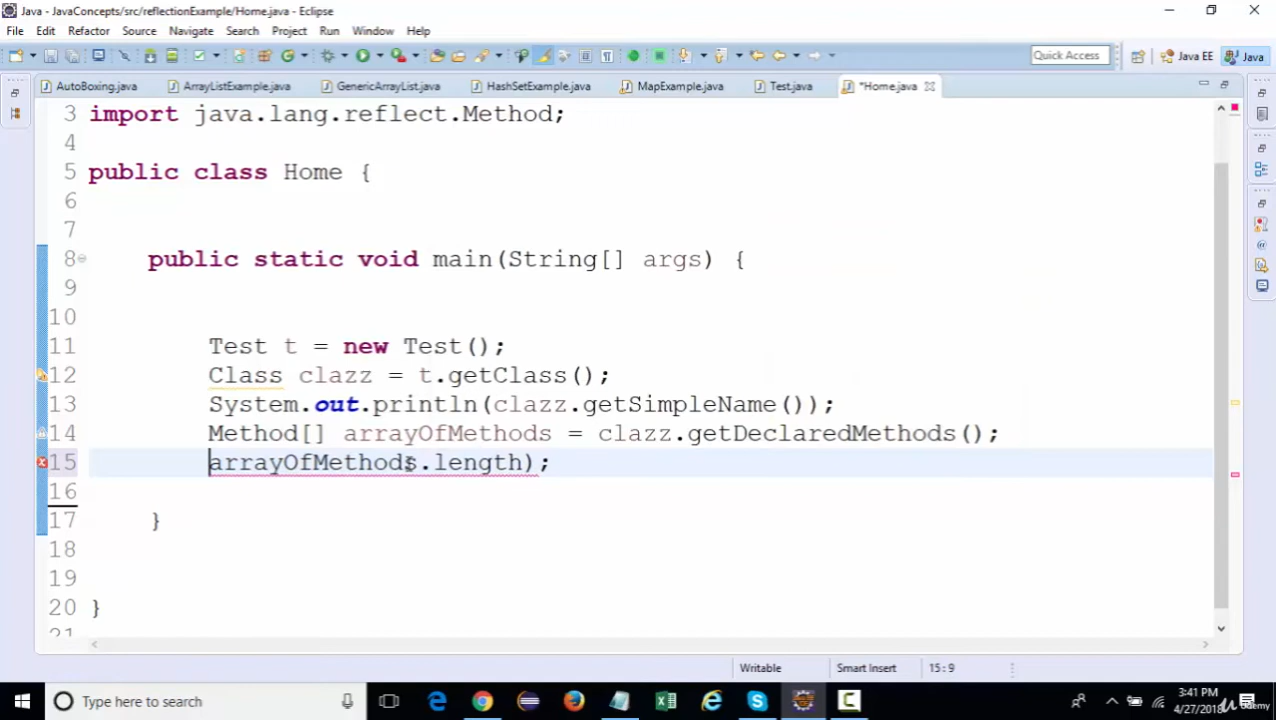 Java - JavaConcepts/src/reflectionExample/Home.java - Eclipse
File Edit Refactor Source Navigate Search Project Run Window Help
Quick Access Java EE Java
AutoBoxing.java ArrayListExample.java GenericArrayList.java HashSetExample.java MapExample.java Test.java *Home.java
3 import java.lang.reflect.Method;
4
5 public class Home {
6
7
8 public static void main(String[] args) {
9
10
11 Test t = new Test();
12 Class clazz = t.getClass();
13 System.out.println(clazz.getSimpleName());
14 Method[] arrayOfMethods = clazz.getDeclaredMethods();
15 arrayOfMethods.length);
16
17 }
18
19
20 }
21
Writable Smart Insert 15:9
Type here to search
3:41 PM
4/27/2018
Udemy